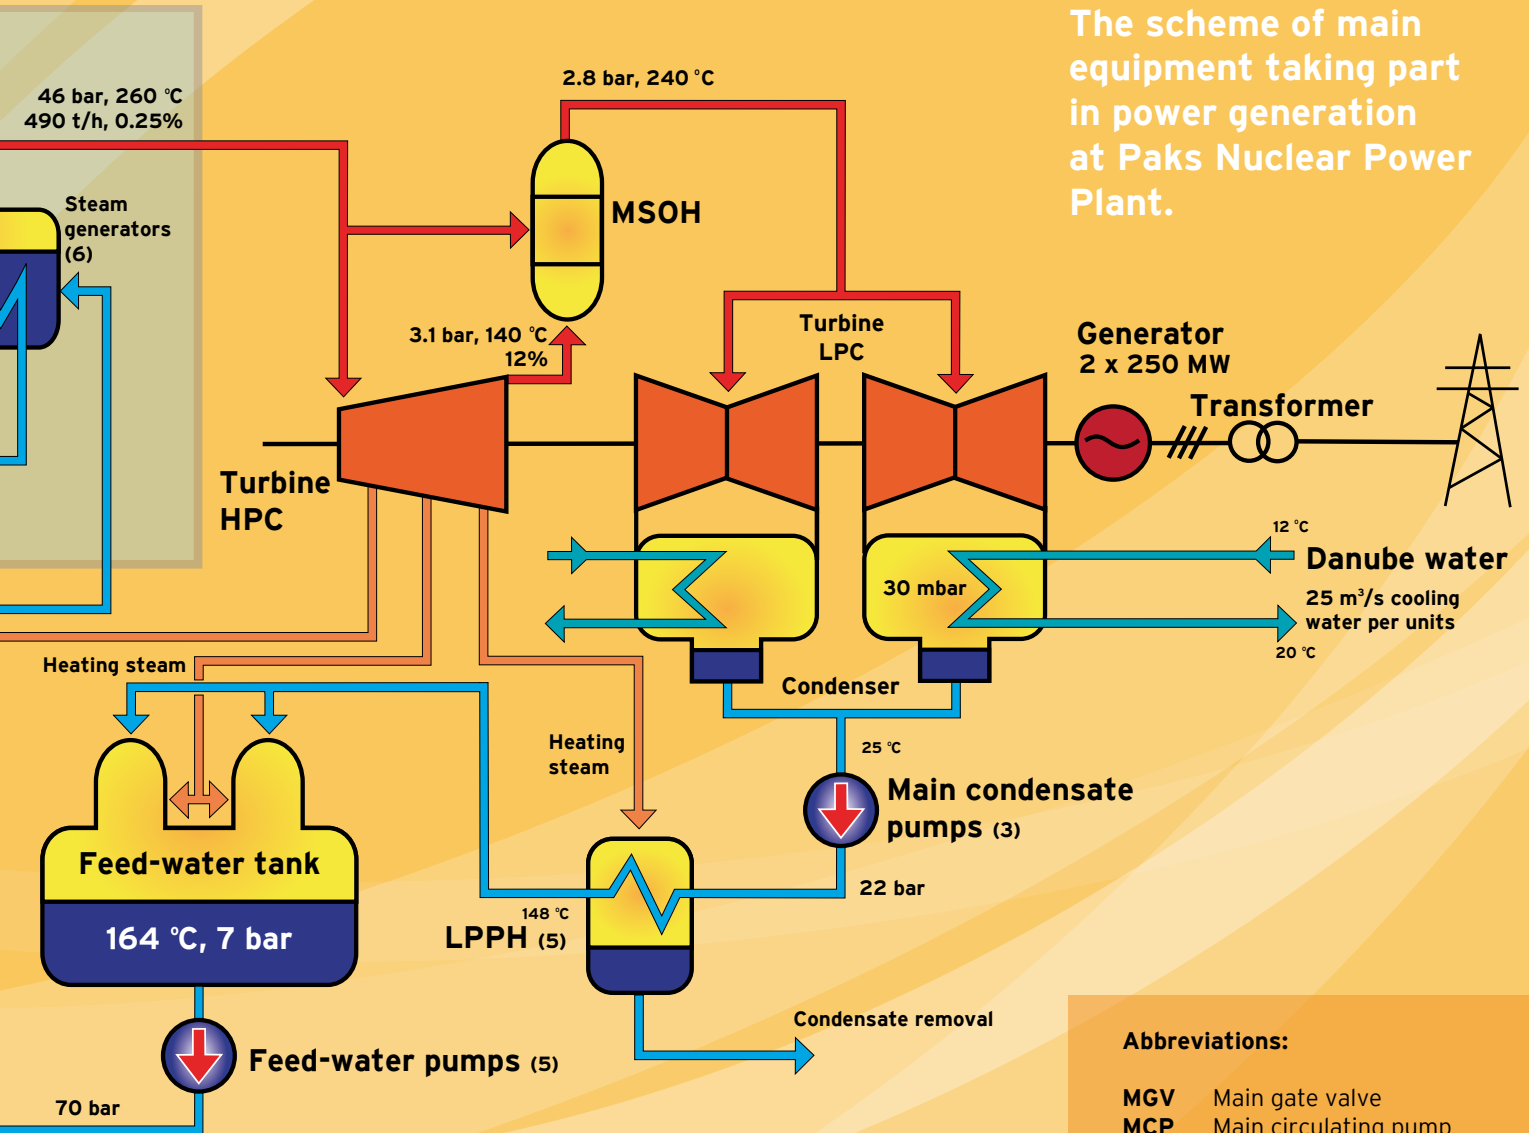 The scheme of main
equipment taking part
in power generation
at Paks Nuclear Power
Plant.
2.8 bar, 240 °C
46 bar, 260 °C
490 t/h, 0.25%
Steam
generators
(6)
MSOH
3.1 bar, 140 °C
12%
Turbine
LPC
Generator
2 x 250 MW
Transformer
Turbine
HPC
12 °C
Danube water
25 m³/s cooling
water per units
20 °C
30 mbar
Heating steam
Condenser
Heating
steam
25 °C
Main condensate
pumps (3)
Feed-water tank
164 °C, 7 bar
22 bar
148 °C
LPPH (5)
Condensate removal
Feed-water pumps (5)
70 bar
Abbreviations:
MGV Main gate valve
MCP Main circulating pump